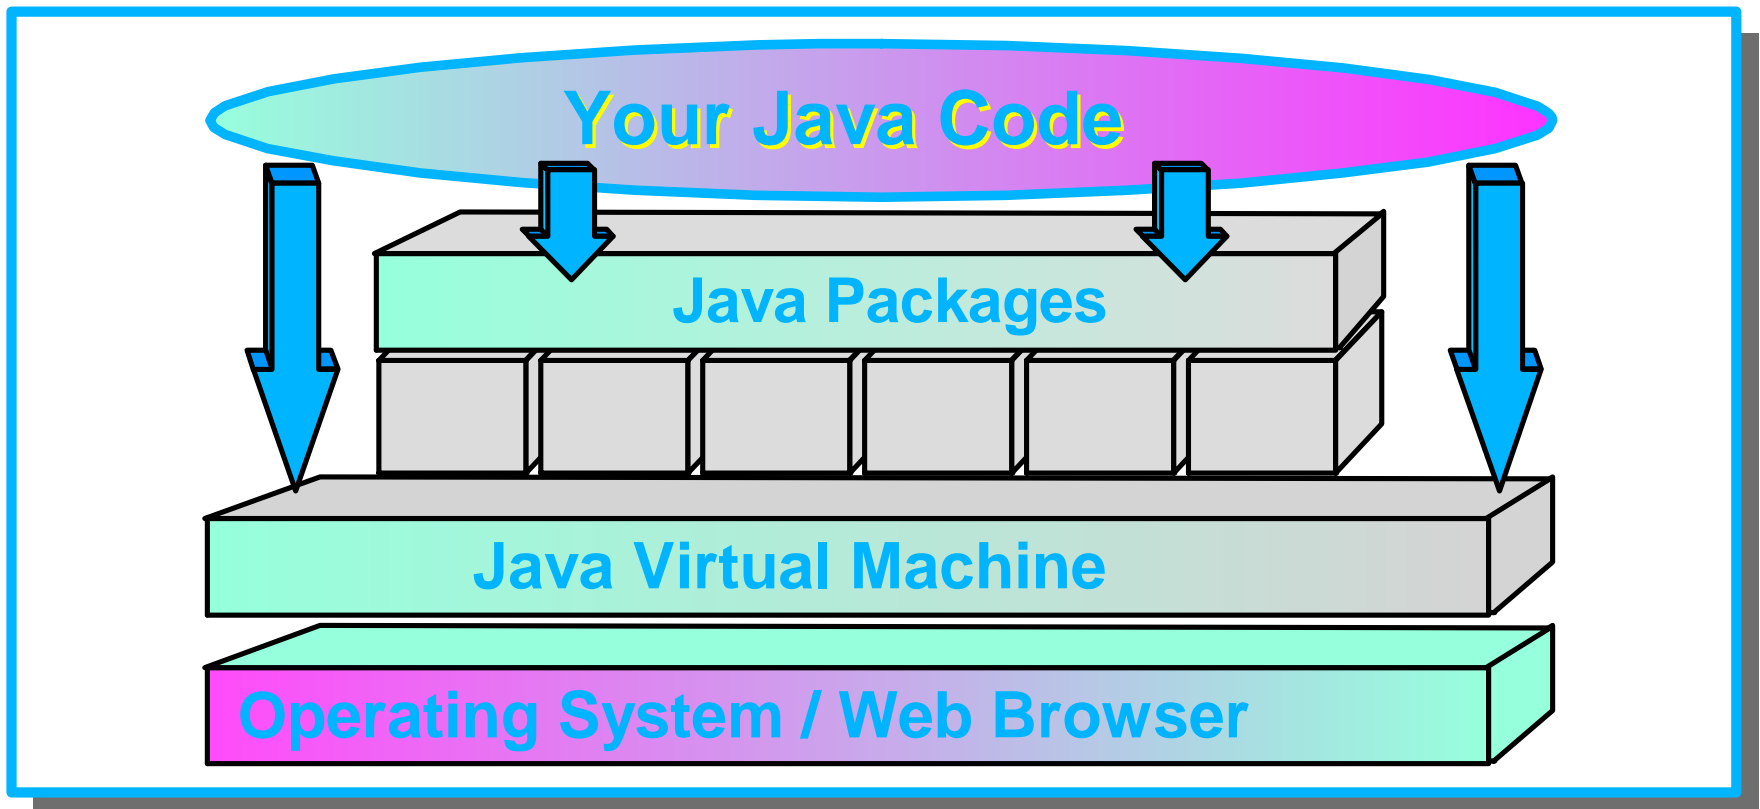 Your Java Code
Java Packages
Java Virtual Machine
Operating System / Web Browser